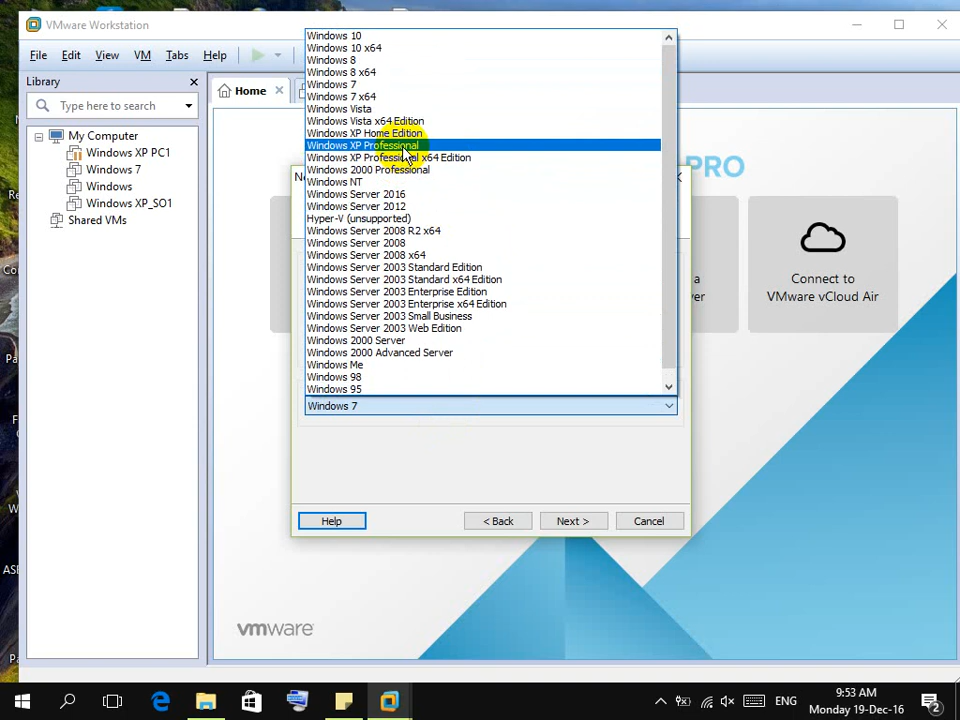 VMware Workstation
File Edit View VM Tabs Help
Library
Type here to search
My Computer
Windows XP PC1
Windows 7
Windows
Windows XP_SO1
Shared VMs
Home
PRO
Connect to
VMware vCloud Air
Windows 10
Windows 10 x64
Windows 8
Windows 8 x64
Windows 7
Windows 7 x64
Windows Vista
Windows Vista x64 Edition
Windows XP Home Edition
Windows XP Professional
Windows XP Professional x64 Edition
Windows 2000 Professional
Windows NT
Windows Server 2016
Windows Server 2012
Hyper-V (unsupported)
Windows Server 2008 R2 x64
Windows Server 2008
Windows Server 2008 x64
Windows Server 2003 Standard Edition
Windows Server 2003 Standard x64 Edition
Windows Server 2003 Enterprise Edition
Windows Server 2003 Enterprise x64 Edition
Windows Server 2003 Small Business
Windows Server 2003 Web Edition
Windows 2000 Server
Windows 2000 Advanced Server
Windows Me
Windows 98
Windows 95
Windows 7
Help < Back Next > Cancel
vmware
ENG
9:53 AM
Monday 19-Dec-16
2